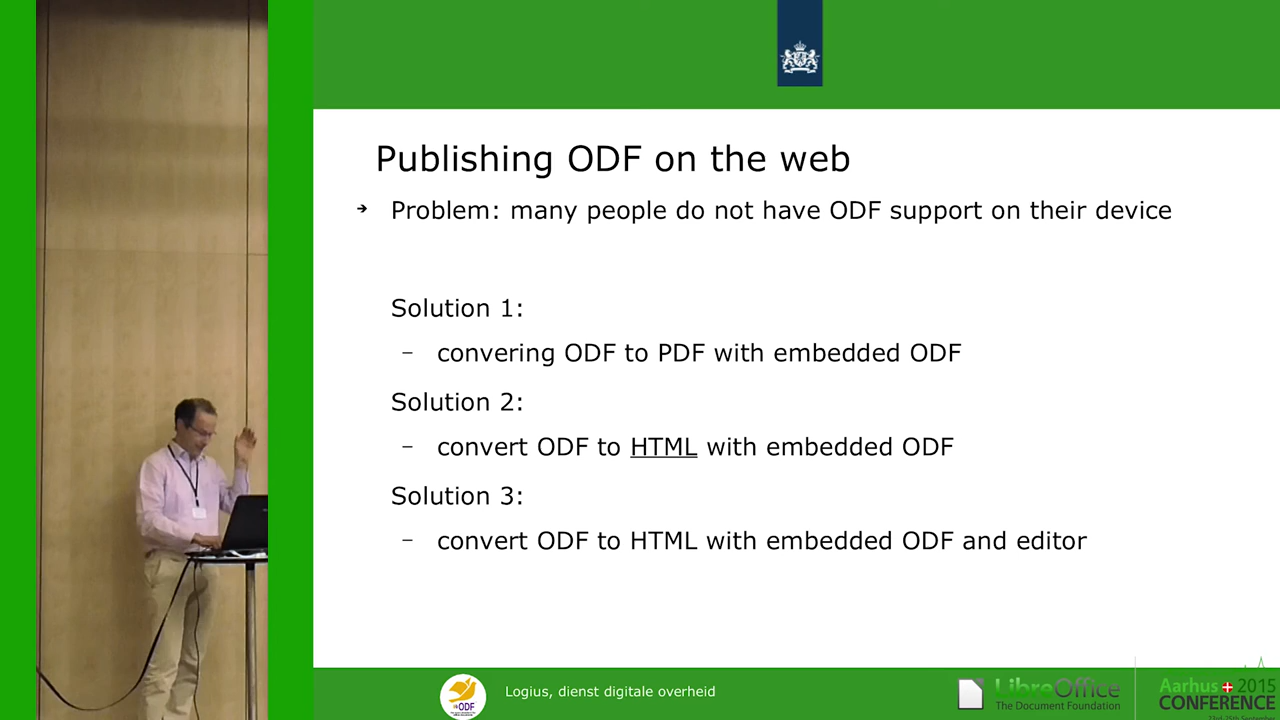 Publishing ODF on the web
➔ Problem: many people do not have ODF support on their device
Solution 1:
– convering ODF to PDF with embedded ODF
Solution 2:
– convert ODF to HTML with embedded ODF
Solution 3:
– convert ODF to HTML with embedded ODF and editor
ODF
Logius, dienst digitale overheid
LibreOffice
The Document Foundation
Aarhus 2015
CONFERENCE